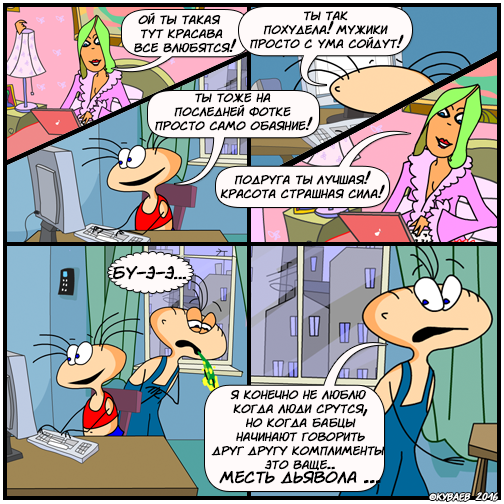 ОЙ ТЫ ТАКАЯ
ТУТ КРАСАВА
ВСЕ ВЛЮБЯТСЯ!
ТЫ ТАК
ПОХУДЕЛА! МУЖИКИ
ПРОСТО С УМА СОЙДУТ!
ТЫ ТОЖЕ НА
ПОСЛЕДНЕЙ ФОТКЕ
ПРОСТО САМО ОБАЯНИЕ!
ПОДРУГА ТЫ ЛУЧШАЯ!
КРАСОТА СТРАШНАЯ СИЛА!
БУ-Э-Э...
Я КОНЕЧНО НЕ ЛЮБЛЮ
КОГДА ЛЮДИ СРУТСЯ,
НО КОГДА БАБЦЫ
НАЧИНАЮТ ГОВОРИТЬ
ДРУГ ДРУГУ КОМПЛИМЕНТЫ
ЭТО ВАЩЕ..
МЕСТЬ ДЬЯВОЛА ...
©КУВАЕВ_2016